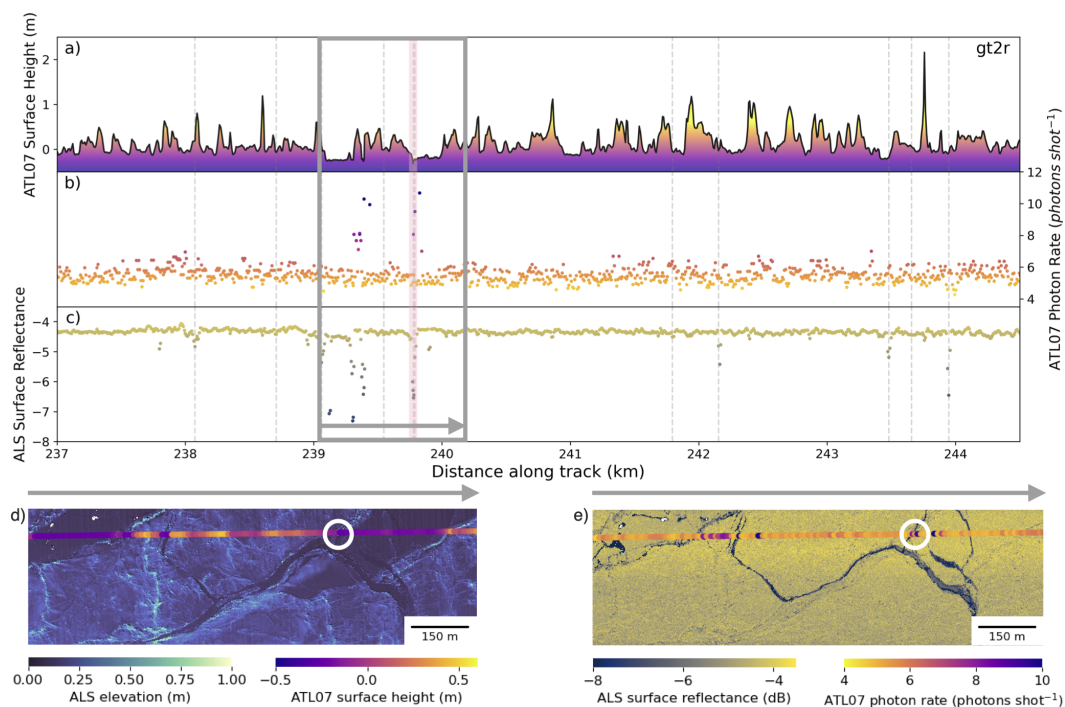 a)
gt2r
ATL07 Surface Height (m)
2
1
0
b)
12
10
8
6
4
ATL07 Photon Rate (photons shot⁻¹)
c)
ALS Surface Reflectance
−4
−5
−6
−7
−8
237
238
239
240
241
242
243
244
Distance along track (km)
d)
150 m
e)
150 m
0.00 0.25 0.50 0.75 1.00
ALS elevation (m)
−0.5 0.0 0.5
ATL07 surface height (m)
−8 −6 −4
ALS surface reflectance (dB)
4 6 8 10
ATL07 photon rate (photons shot⁻¹)